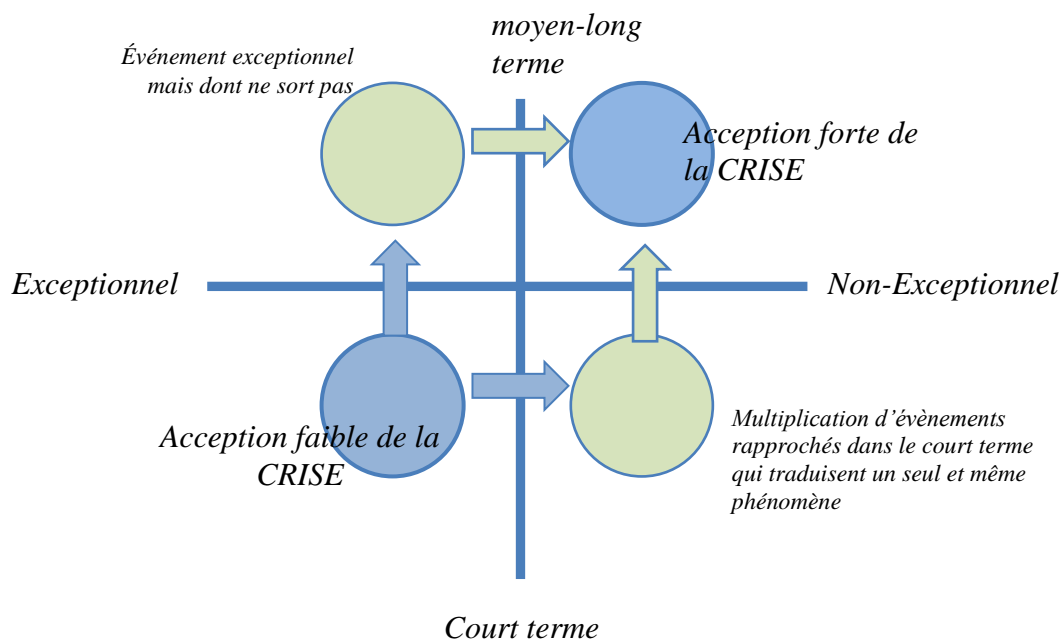 moyen-long
terme
Événement exceptionnel
mais dont ne sort pas
Acception forte de
la CRISE
Exceptionnel
Non-Exceptionnel
Acception faible de la
CRISE
Multiplication d’évènements
rapprochés dans le court terme
qui traduisent un seul et même
phénomène
Court terme